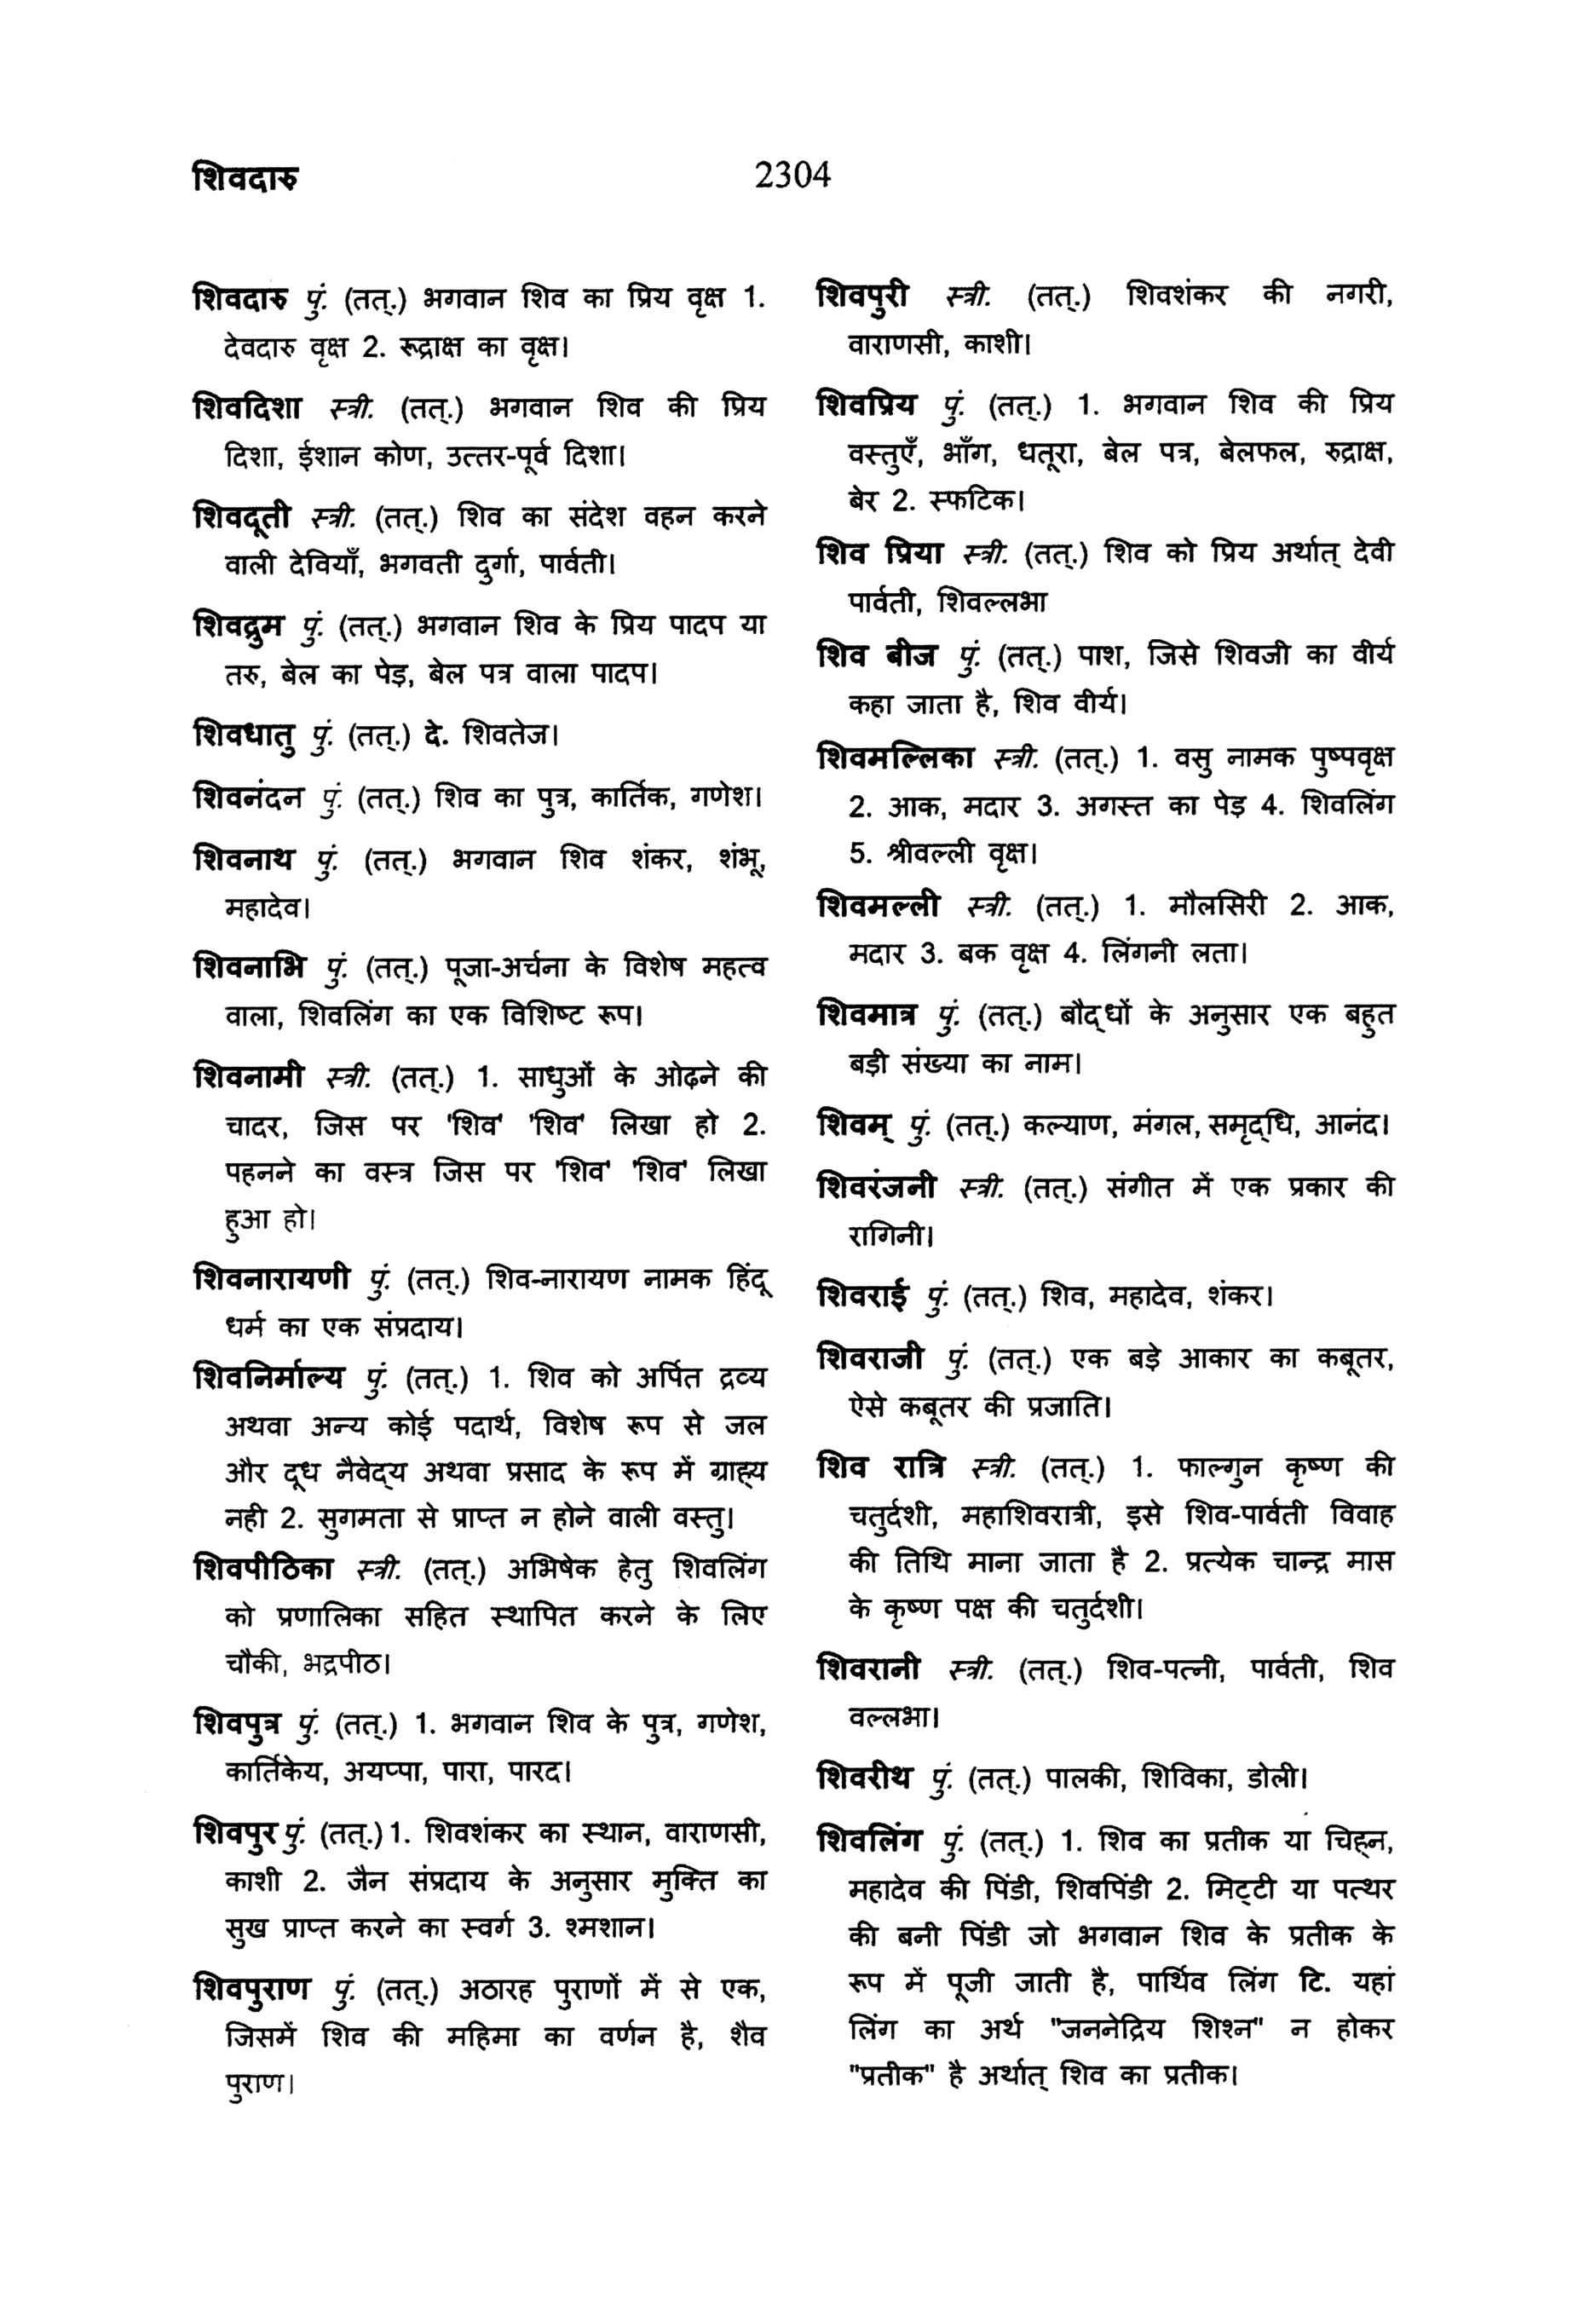 शिवदारु
2304
शिवदारु पुं. (तत्.) भगवान शिव का प्रिय वृक्ष 1.
देवदारु वृक्ष 2. रूद्राक्ष का वृक्ष।
शिवदिशा स्त्री. (तत्.) भगवान शिव की प्रिय
दिशा, ईशान कोण, उत्तर-पूर्व दिशा।
शिवदूती स्त्री. (तत्.) शिव का संदेश वहन करने
वाली देवियाँ, भगवती दुर्गा, पार्वती।
शिवद्रुम पुं. (तत्.) भगवान शिव के प्रिय पादप या
तरु, बेल का पेड़, बेल पत्र वाला पादप।
शिवधातु पुं. (तत्.) दे. शिवतेज।
शिवनंदन पुं. (तत्.) शिव का पुत्र, कार्तिक, गणेश।
शिवनाथ पुं. (तत्.) भगवान शिव शंकर, शंभू,
महादेव।
शिवनाभि पुं. (तत्.) पूजा-अर्चना के विशेष महत्व
वाला, शिवलिंग का एक विशिष्ट रूप।
शिवनामी स्त्री. (तत्.) 1. साधुओं के ओढ़ने की
चादर, जिस पर 'शिव' 'शिव' लिखा हो 2.
पहनने का वस्त्र जिस पर 'शिव' 'शिव' लिखा
हुआ हो।
शिवनारायणी पुं. (तत्.) शिव-नारायण नामक हिंदू
धर्म का एक संप्रदाय।
शिवनिर्माल्य पुं. (तत्.) 1. शिव को अर्पित द्रव्य
अथवा अन्य कोई पदार्थ, विशेष रूप से जल
और दूध नैवेद्‌य अथवा प्रसाद के रूप में ग्राह्‌य
नही 2. सुगमता से प्राप्त न होने वाली वस्तु।
शिवपीठिका स्त्री. (तत्.) अभिषेक हेतु शिवलिंग
को प्रणालिका सहित स्थापित करने के लिए
चौकी, भद्रपीठ।
शिवपुत्र पुं. (तत्.) 1. भगवान शिव के पुत्र, गणेश,
कार्तिकेय, अयप्पा, पारा, पारद।
शिवपुर पुं. (तत्.) 1. शिवशंकर का स्थान, वाराणसी,
काशी 2. जैन संप्रदाय के अनुसार मुक्ति का
सुख प्राप्त करने का स्वर्ग 3. श्मशान।
शिवपुराण पुं. (तत्.) अठारह पुराणों में से एक,
जिसमें शिव की महिमा का वर्णन है, शैव
पुराण।
शिवपुरी स्त्री. (तत्.) शिवशंकर की नगरी,
वाराणसी, काशी।
शिवप्रिय पुं. (तत्.) 1. भगवान शिव की प्रिय
वस्तुएँ, भाँग, धतूरा, बेल पत्र, बेलफल, रुद्राक्ष,
बेर 2. स्फटिक।
शिव प्रिया स्त्री. (तत्.) शिव को प्रिय अर्थात् देवी
पार्वती, शिवल्लभा
शिव बीज पुं. (तत्.) पाश, जिसे शिवजी का वीर्य
कहा जाता है, शिव वीर्य।
शिवमल्लिका स्त्री. (तत्.) 1. वसु नामक पुष्पवृक्ष
2. आक, मदार 3. अगस्त का पेड़ 4. शिवलिंग
5. श्रीवल्ली वृक्ष।
शिवमल्ली स्त्री. (तत्.) 1. मौलसिरी 2. आक,
मदार 3. बक वृक्ष 4. लिंगनी लता।
शिवमात्र पुं. (तत्.) बौद्‌धों के अनुसार एक बहुत
बड़ी संख्या का नाम।
शिवम् पुं. (तत्.) कल्याण, मंगल, समृद्‌धि, आनंद।
शिवरंजनी स्त्री. (तत्.) संगीत में एक प्रकार की
रागिनी।
शिवराई पुं. (तत्.) शिव, महादेव, शंकर।
शिवराजी पुं. (तत्.) एक बड़े आकार का कबूतर,
ऐसे कबूतर की प्रजाति।
शिव रात्रि स्त्री. (तत्.) 1. फाल्गुन कृष्ण की
चतुर्दशी, महाशिवरात्री, इसे शिव-पार्वती विवाह
की तिथि माना जाता है 2. प्रत्येक चान्द्र मास
के कृष्ण पक्ष की चतुर्दशी।
शिवरानी स्त्री. (तत्.) शिव-पत्नी, पार्वती, शिव
वल्लभा।
शिवरीथ पुं. (तत्.) पालकी, शिविका, डोली।
शिवलिंग पुं. (तत्.) 1. शिव का प्रतीक या चिह्‌न,
महादेव की पिंडी, शिवपिंडी 2. मिट्‌टी या पत्थर
की बनी पिंडी जो भगवान शिव के प्रतीक के
रूप में पूजी जाती है, पार्थिव लिंग टि. यहां
लिंग का अर्थ "जननेद्रिय शिश्न" न होकर
"प्रतीक" है अर्थात् शिव का प्रतीक।